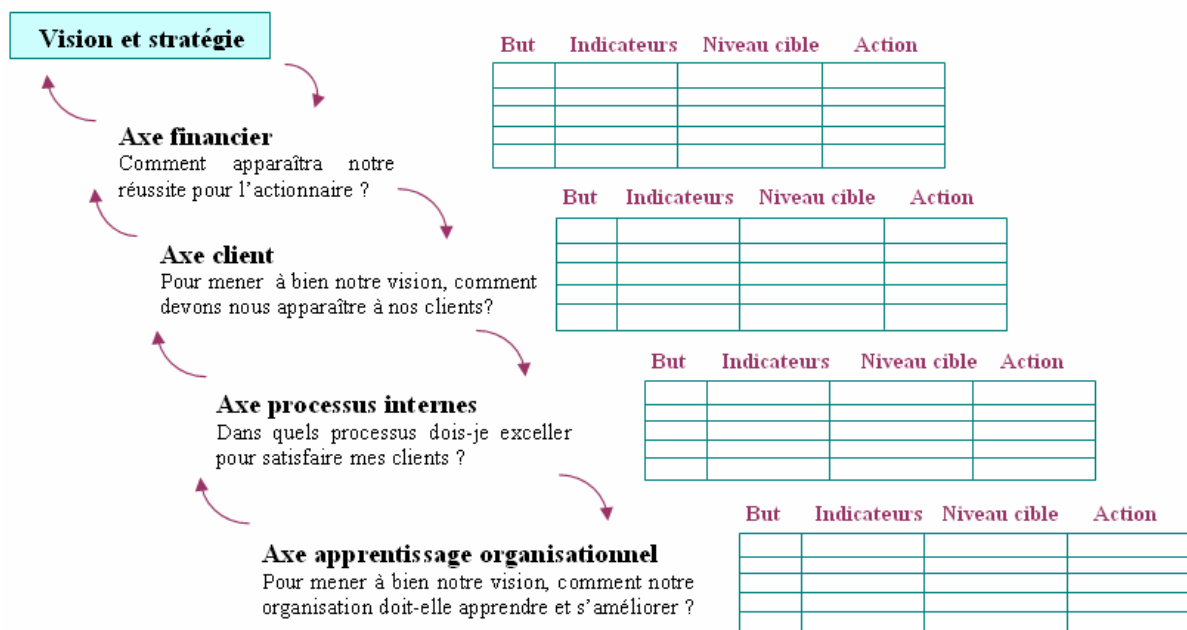 Vision et stratégie
But Indicateurs Niveau cible Action
Axe financier
Comment apparaîtra notre
réussite pour l'actionnaire ?
But Indicateurs Niveau cible Action
Axe client
Pour mener à bien notre vision, comment
devons nous apparaître à nos clients?
But Indicateurs Niveau cible Action
Axe processus internes
Dans quels processus dois-je exceller
pour satisfaire mes clients ?
But Indicateurs Niveau cible Action
Axe apprentissage organisationnel
Pour mener à bien notre vision, comment notre
organisation doit-elle apprendre et s'améliorer ?